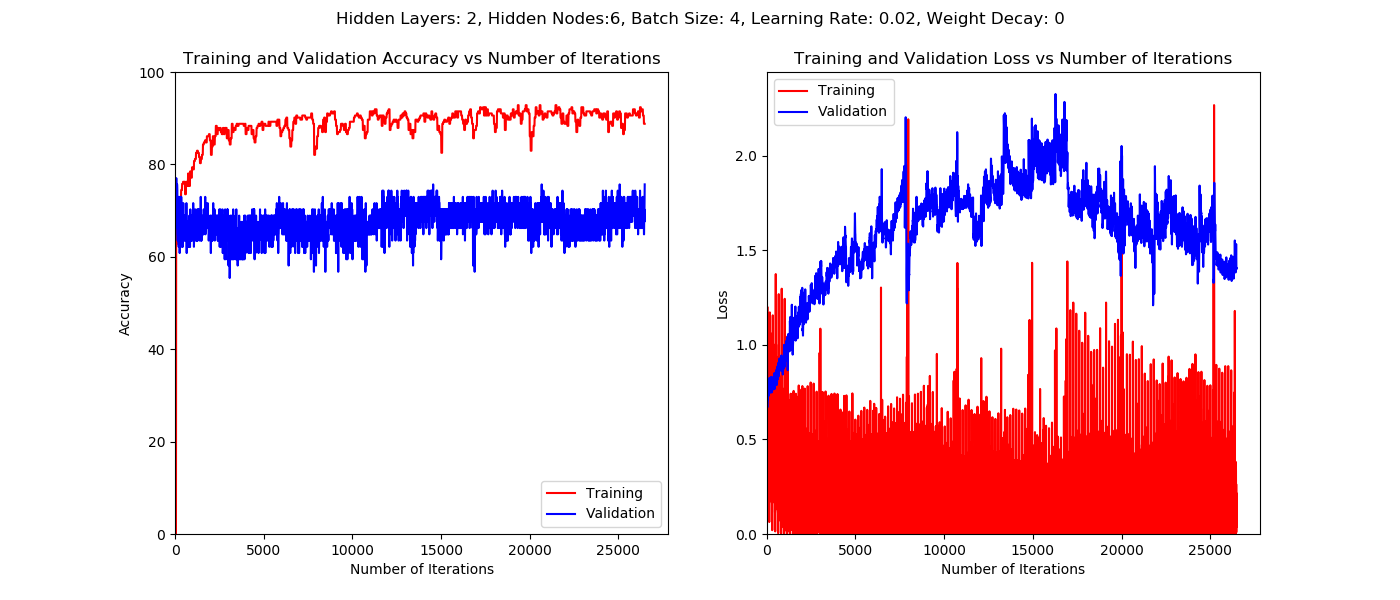 Hidden Layers: 2, Hidden Nodes:6, Batch Size: 4, Learning Rate: 0.02, Weight Decay: 0
Training and Validation Accuracy vs Number of Iterations
100
80
60
40
20
0
Accuracy
0 5000 10000 15000 20000 25000
Number of Iterations
Training
Validation
Training and Validation Loss vs Number of Iterations
Training
Validation
2.0
1.5
1.0
0.5
0.0
Loss
0 5000 10000 15000 20000 25000
Number of Iterations